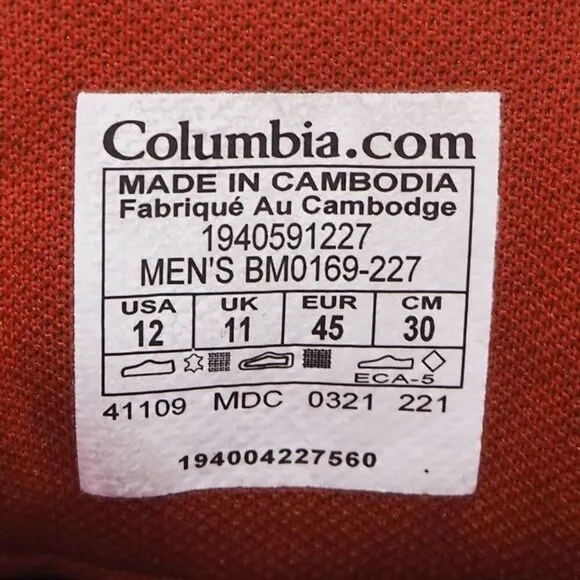 Columbia.com
MADE IN CAMBODIA
Fabriqué Au Cambodge
1940591227
MEN'S BM0169-227
USA UK EUR CM
12 11 45 30
ECA-5
41109 MDC 0321 221
194004227560